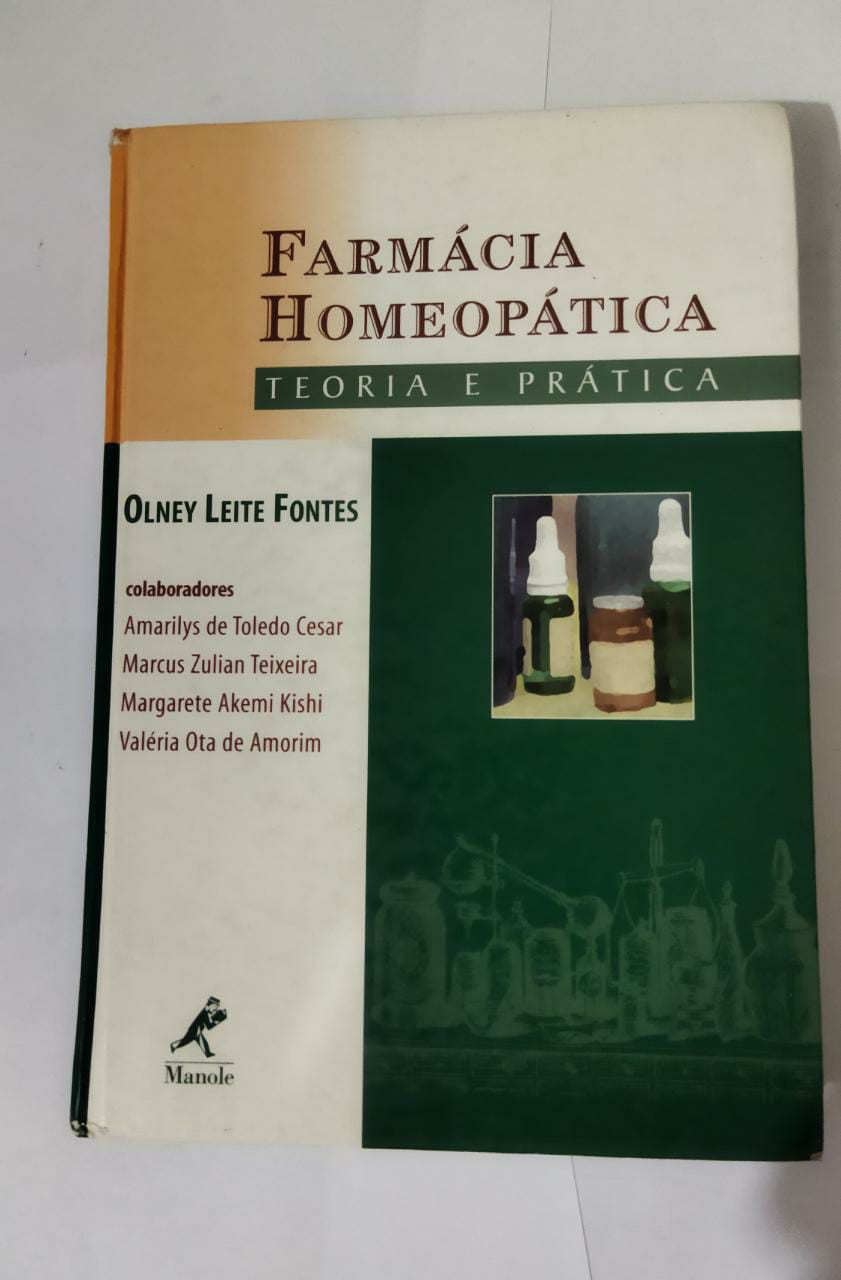 FARMÁCIA
HOMEOPÁTICA
TEORIA E PRÁTICA
OLNEY LEITE FONTES
colaboradores
Amarilys de Toledo Cesar
Marcus Zulian Teixeira
Margarete Akemi Kishi
Valéria Ota de Amorim
Manole